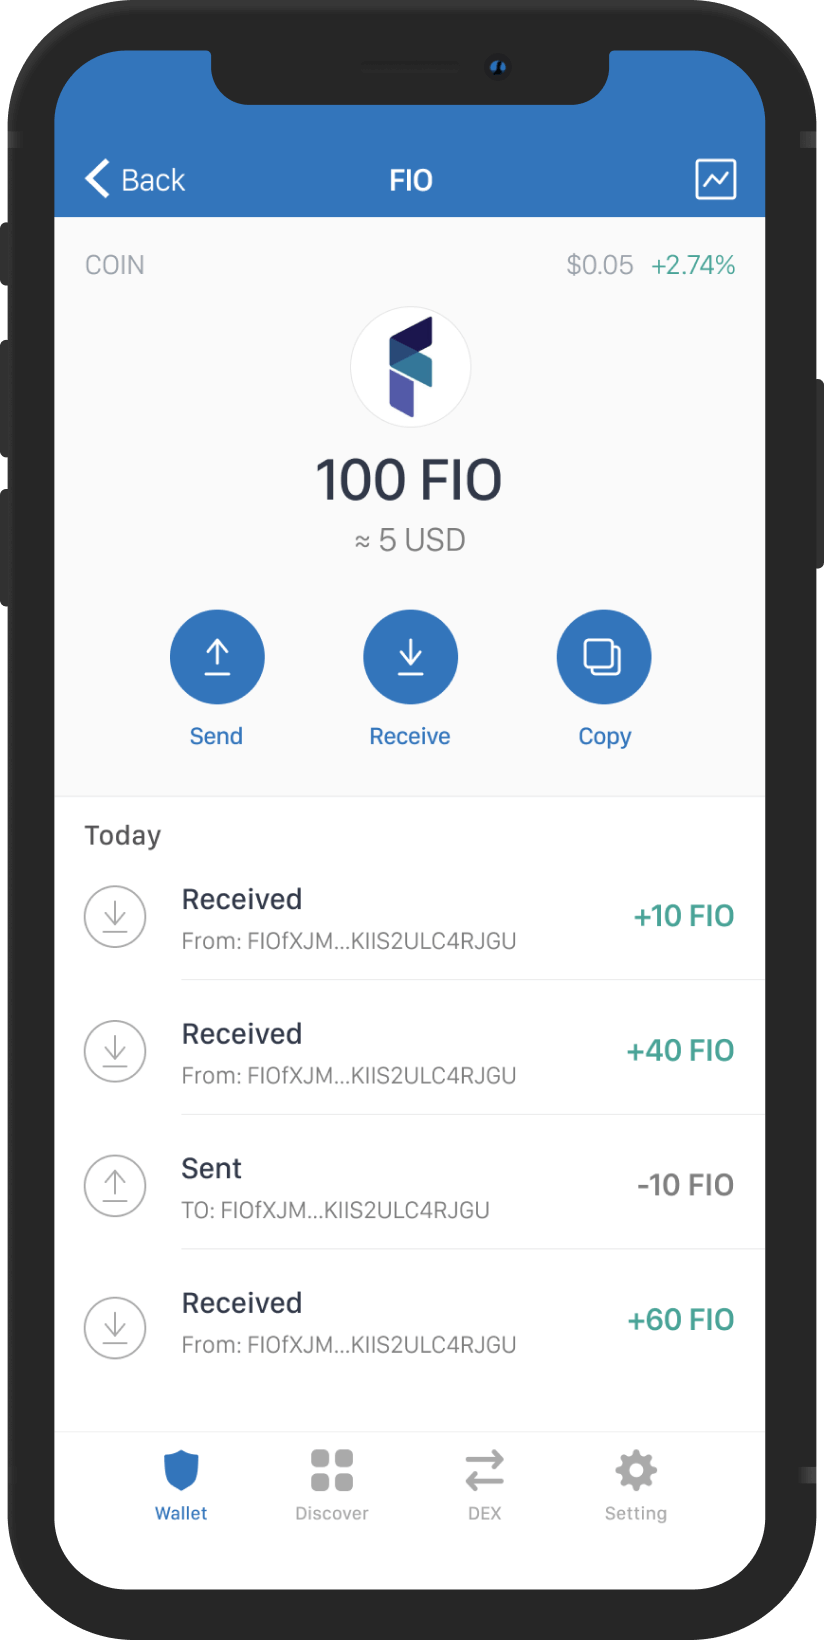 Back
FIO
COIN
$0.05 +2.74%
100 FIO
≈ 5 USD
Send
Receive
Copy
Today
Received
+10 FIO
From: FIOfXJM...KIIS2ULC4RJGU
Received
+40 FIO
From: FIOfXJM...KIIS2ULC4RJGU
Sent
-10 FIO
TO: FIOfXJM...KIIS2ULC4RJGU
Received
+60 FIO
From: FIOfXJM...KIIS2ULC4RJGU
Wallet
Discover
DEX
Setting